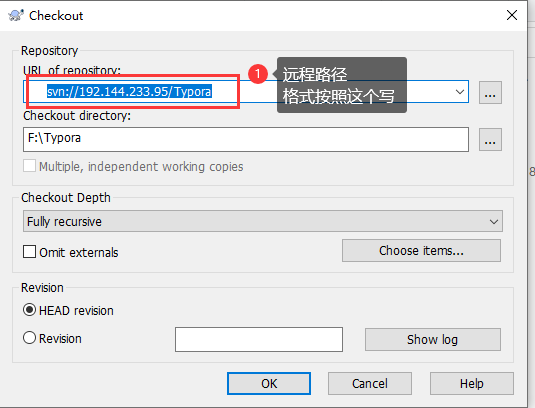 Checkout
Repository
URL of repository:
1 远程路径
格式按照这个写
svn://192.144.233.95/Typora
...
Checkout directory:
F:\Typora
...
Multiple, independent working copies
8
Checkout Depth
Fully recursive
Omit externals
Choose items...
Revision
HEAD revision
Revision
Show log
OK
Cancel
Help